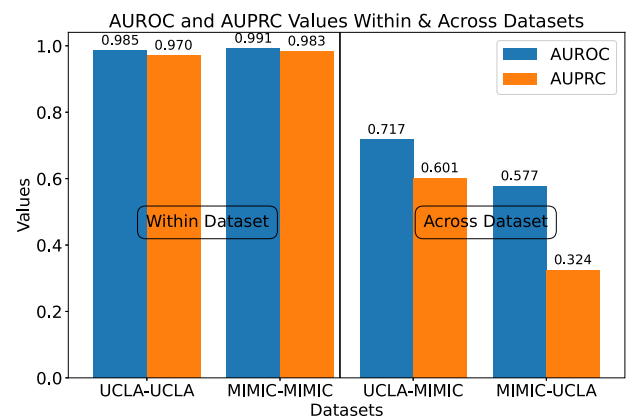 AUROC and AUPRC Values Within & Across Datasets
Values
1.0
0.8
0.6
0.4
0.2
0.0
0.985
0.970
0.991
0.983
0.717
0.601
0.577
0.324
AUROC
AUPRC
Within Dataset
Across Dataset
UCLA-UCLA
MIMIC-MIMIC
UCLA-MIMIC
MIMIC-UCLA
Datasets